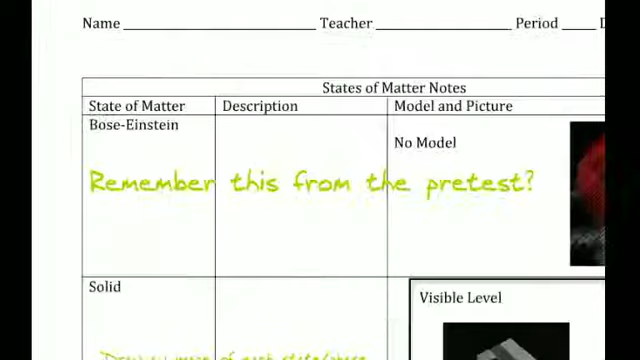 Name Teacher Period
States of Matter Notes
State of Matter Description Model and Picture
Bose-Einstein
No Model
Remember this from the pretest?
Solid
Visible Level